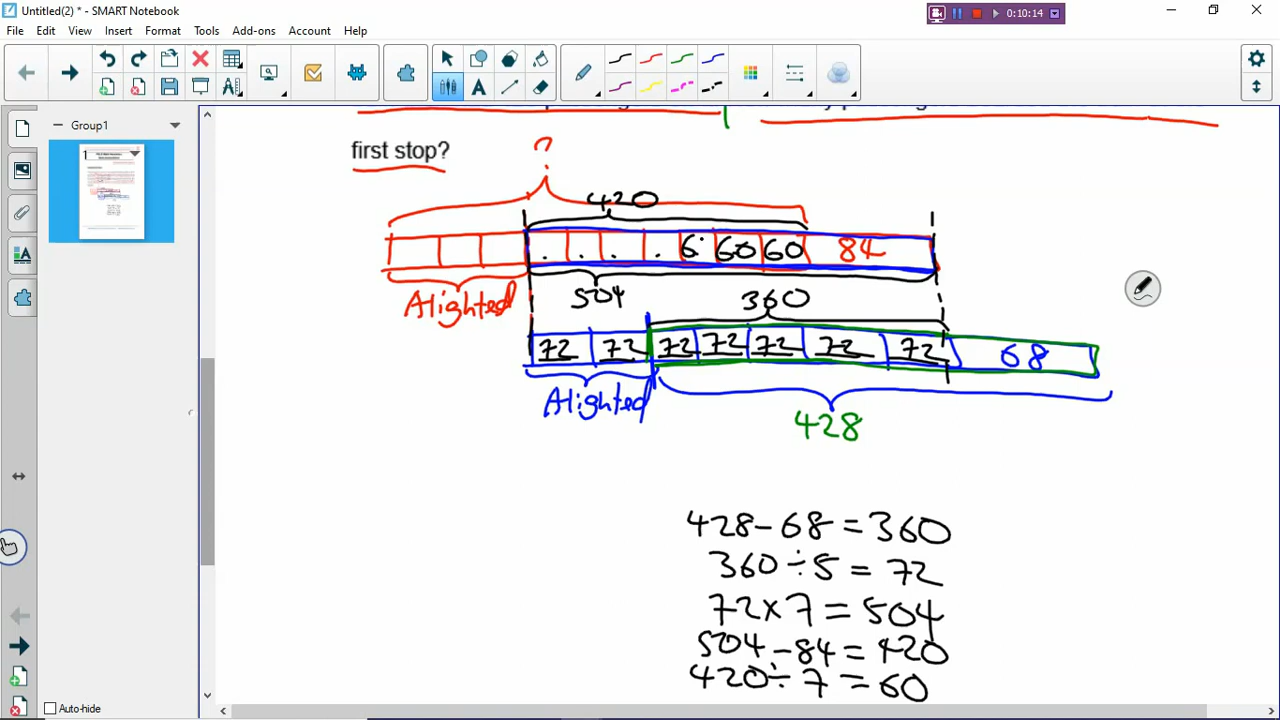 Untitled(2) * - SMART Notebook
0:10:14
File Edit View Insert Format Tools Add-ons Account Help
Group1
1
first stop?
?
420
. . . . 6 60 60 84
Alighted 504 360
72 72 72 72 72 72 72 68
Alighted
428
428-68=360
360÷5=72
72×7=504
504-84=420
420÷7=60
Auto-hide